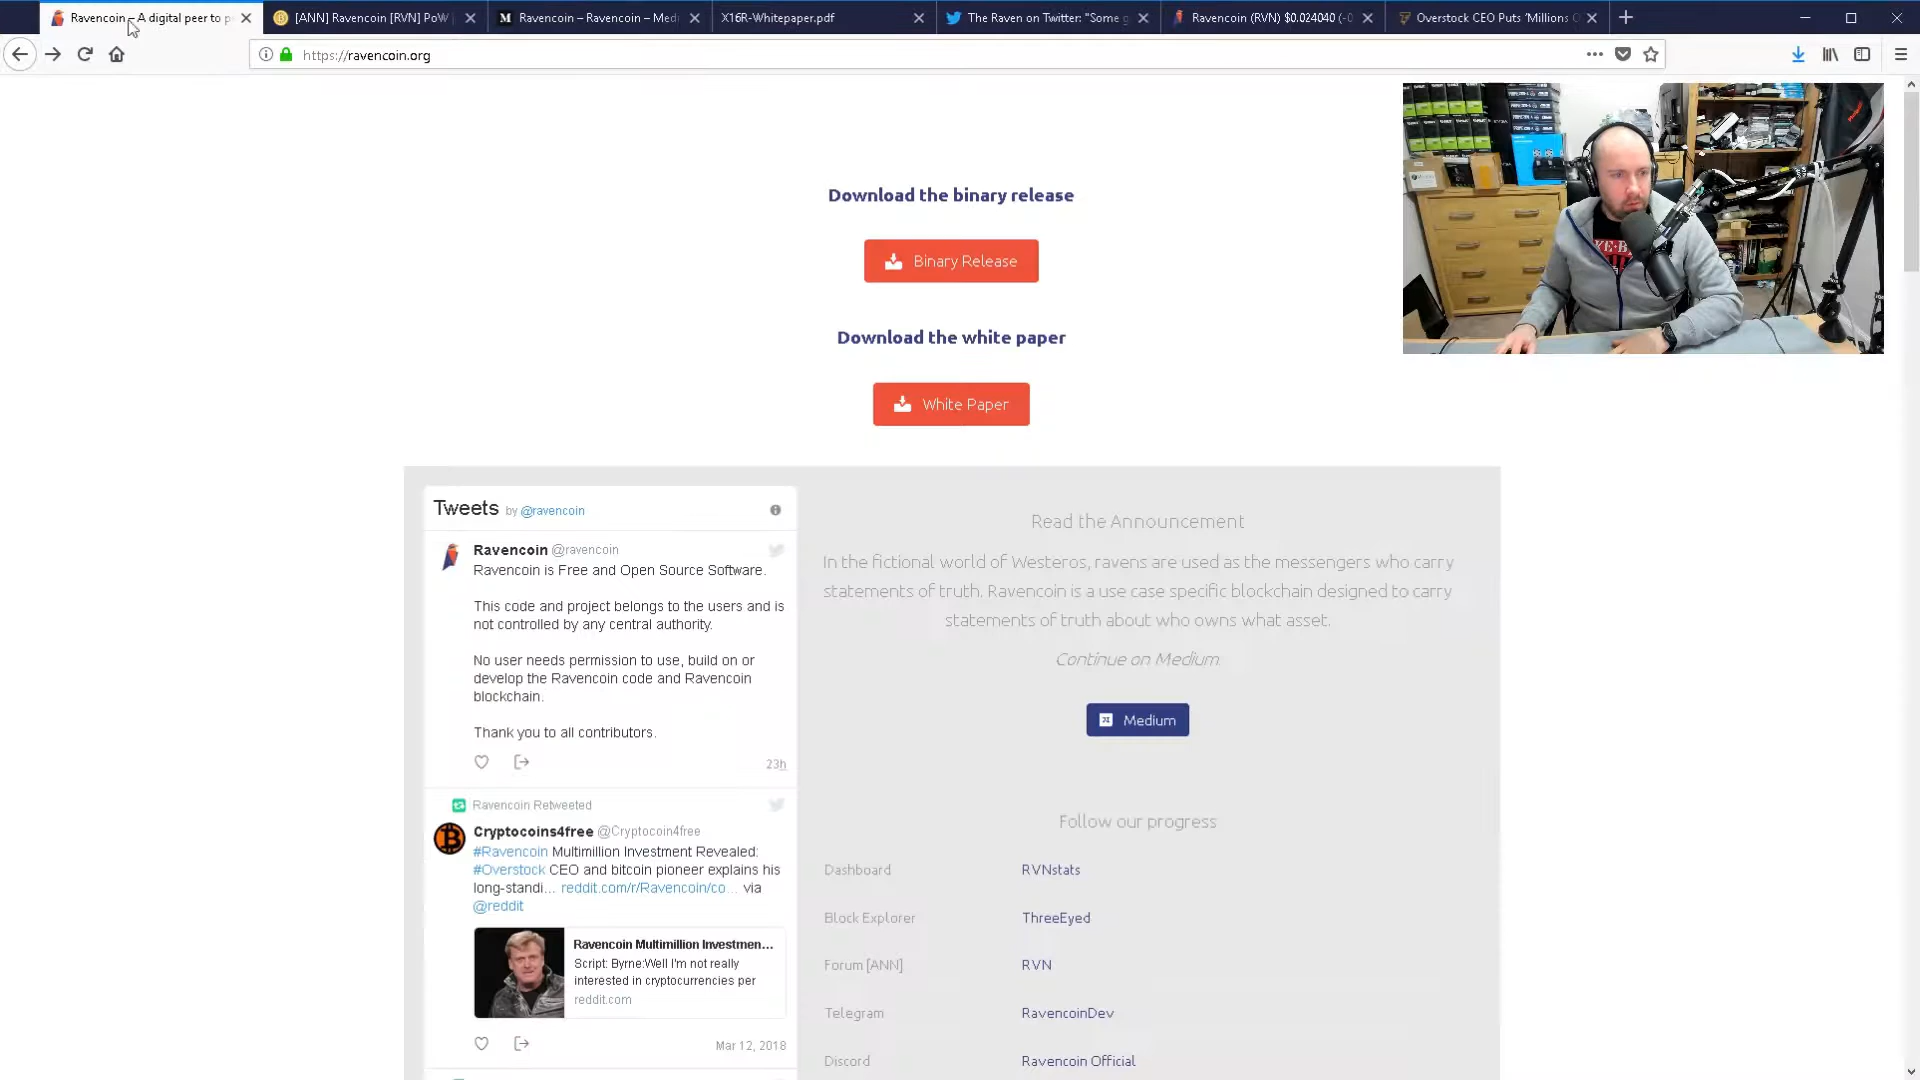 Ravencoin – A digital peer to p
[ANN] Ravencoin [RVN] PoW
Ravencoin – Ravencoin – Med
X16R-Whitepaper.pdf
The Raven on Twitter: "Some g
Ravencoin (RVN) $0.024040 (-0
Overstock CEO Puts 'Millions O
https://ravencoin.org
Download the binary release
Binary Release
Download the white paper
White Paper
Tweets by @ravencoin
Ravencoin @ravencoin
Ravencoin is Free and Open Source Software.
This code and project belongs to the users and is
not controlled by any central authority.
No user needs permission to use, build on or
develop the Ravencoin code and Ravencoin
blockchain.
Thank you to all contributors.
23h
Ravencoin Retweeted
Cryptocoins4free @Cryptocoin4free
#Ravencoin Multimillion Investment Revealed:
#Overstock CEO and bitcoin pioneer explains his
long-standi... reddit.com/r/Ravencoin/co... via
@reddit
Ravencoin Multimillion Investmen...
Script: Byrne:Well I'm not really
interested in cryptocurrencies per
reddit.com
Mar 12, 2018
Read the Announcement
In the fictional world of Westeros, ravens are used as the messengers who carry
statements of truth. Ravencoin is a use case specific blockchain designed to carry
statements of truth about who owns what asset.
Continue on Medium.
Medium
Follow our progress
Dashboard RVNstats
Block Explorer ThreeEyed
Forum [ANN] RVN
Telegram RavencoinDev
Discord Ravencoin Official